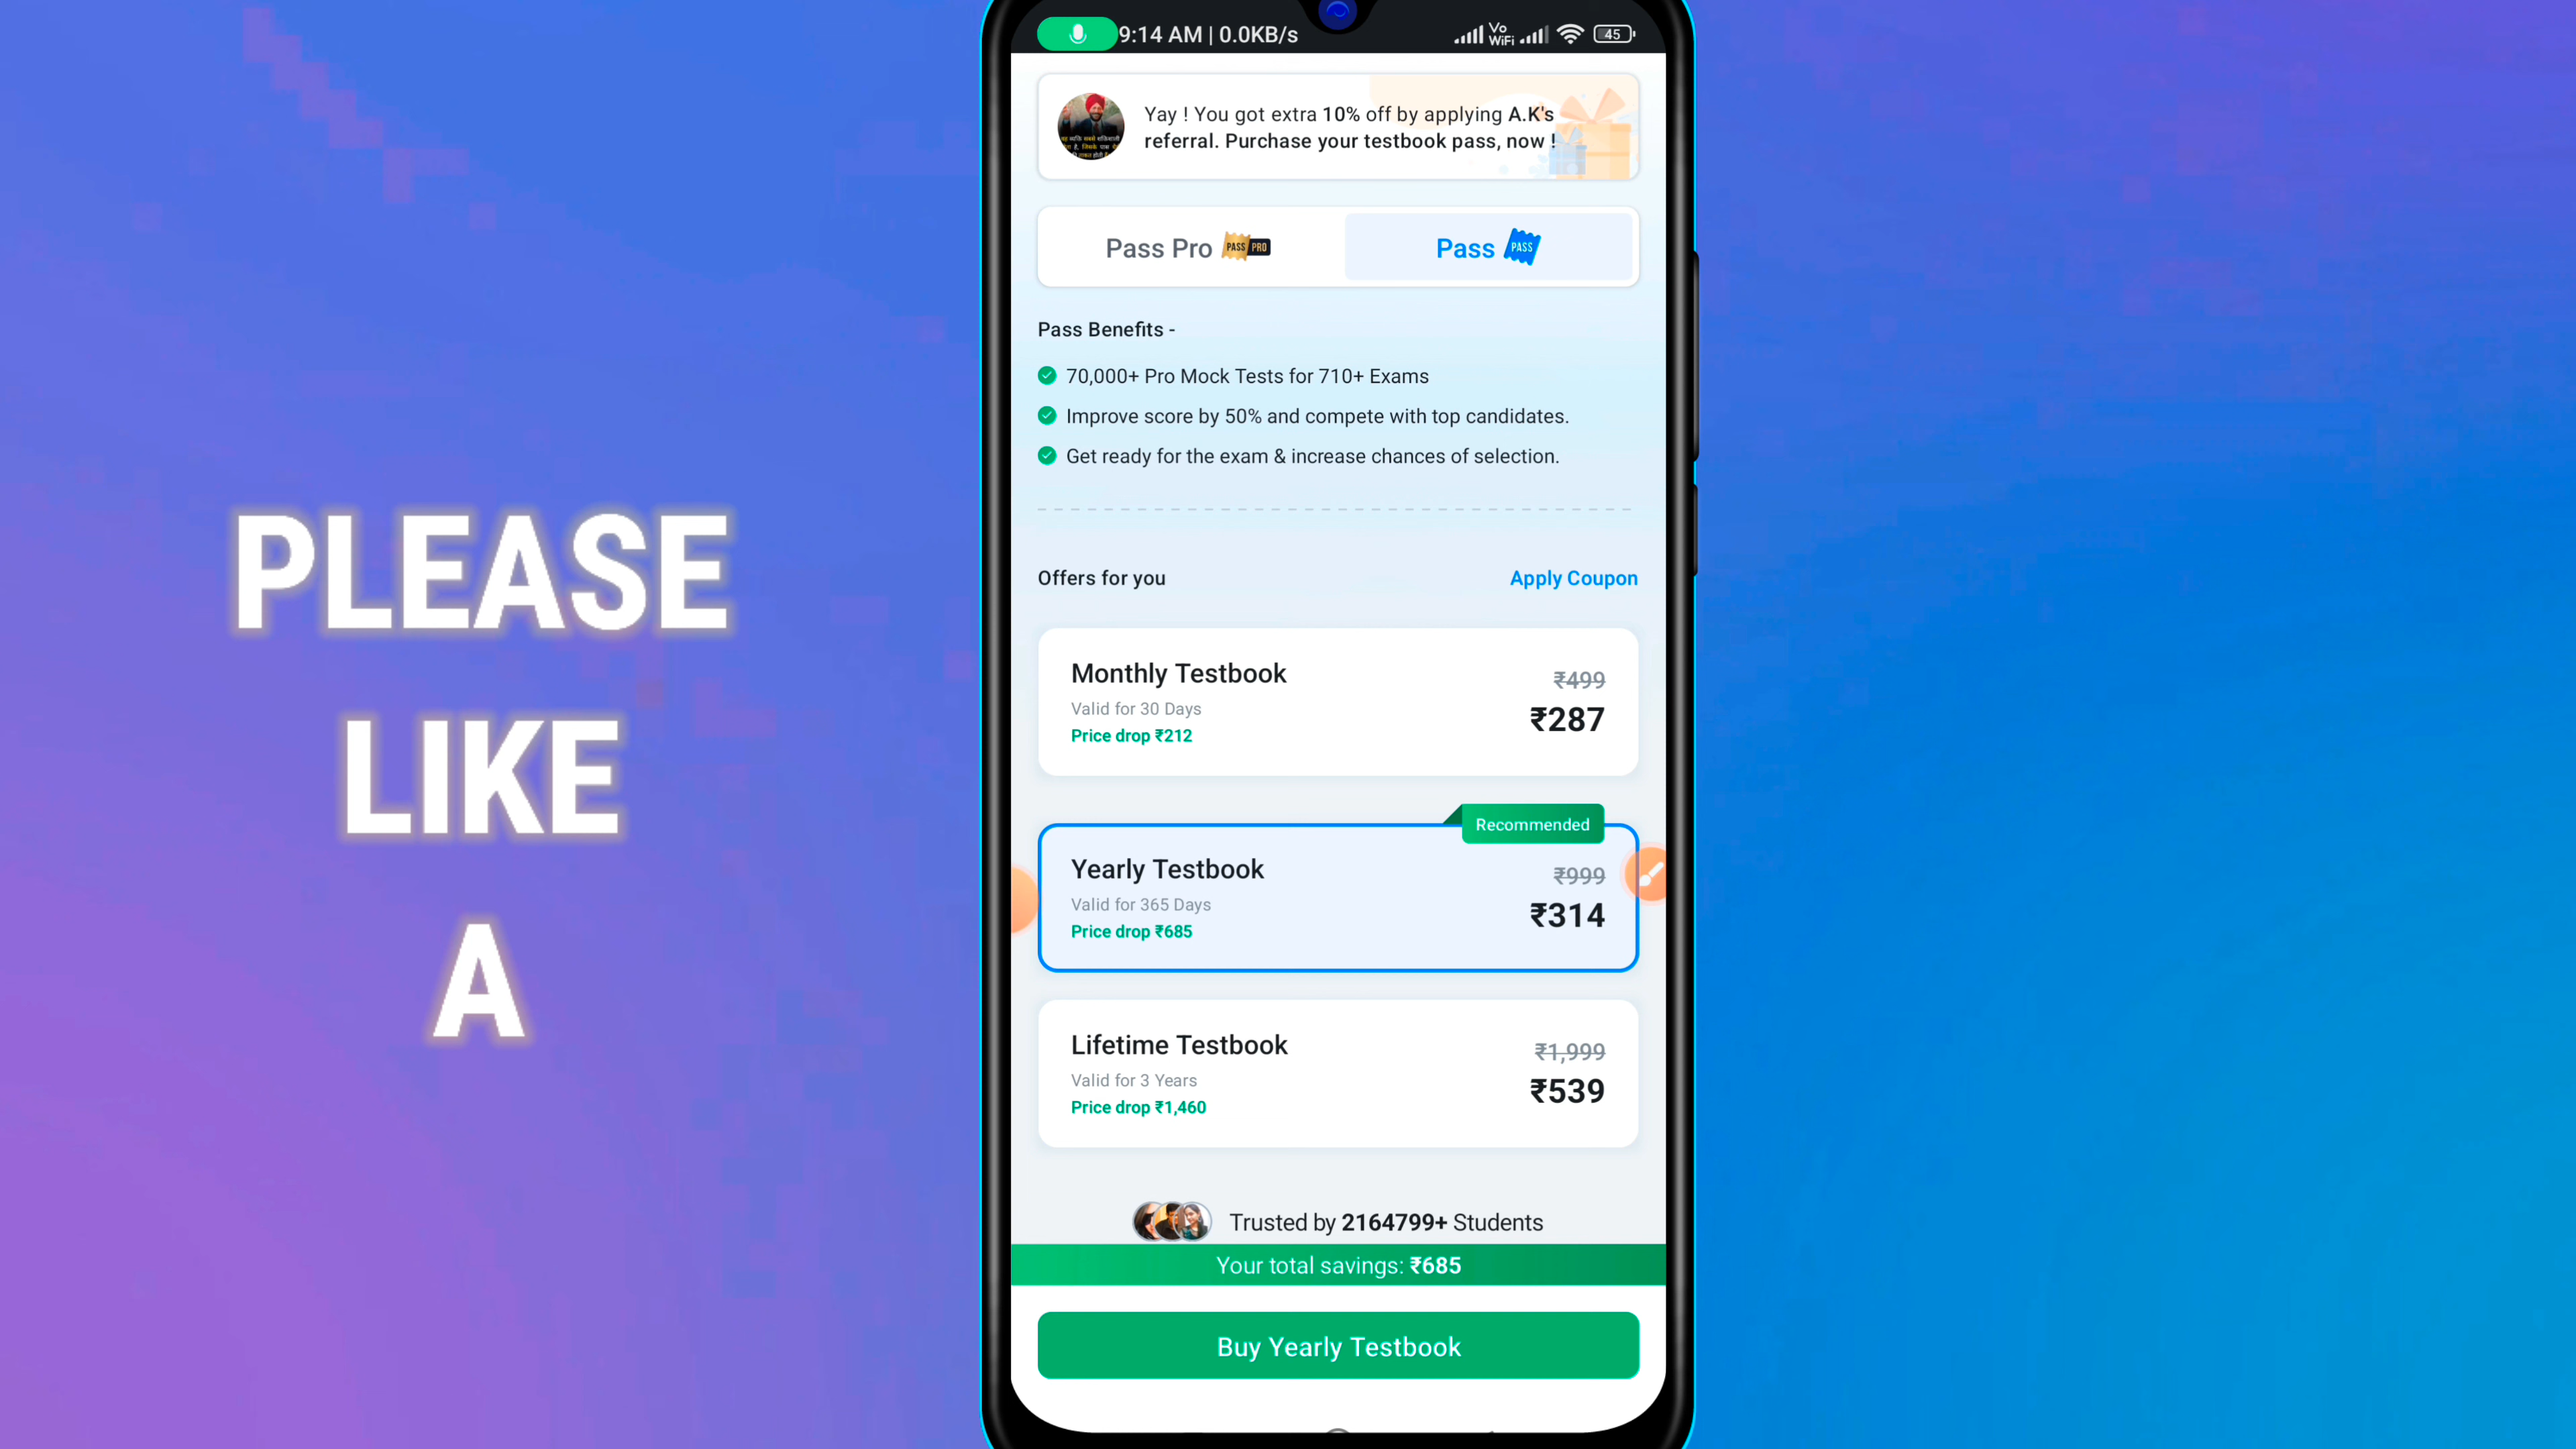 PLEASE
LIKE
A
9:14 AM | 0.0KB/s
Vo
WiFi
45
Yay ! You got extra 10% off by applying A.K's
referral. Purchase your testbook pass, now !
Pass Pro PASS PRO
Pass PASS
Pass Benefits -
70,000+ Pro Mock Tests for 710+ Exams
Improve score by 50% and compete with top candidates.
Get ready for the exam & increase chances of selection.
Offers for you
Apply Coupon
Monthly Testbook
₹499
Valid for 30 Days
₹287
Price drop ₹212
Recommended
Yearly Testbook
₹999
Valid for 365 Days
₹314
Price drop ₹685
Lifetime Testbook
₹1,999
Valid for 3 Years
₹539
Price drop ₹1,460
Trusted by 2164799+ Students
Your total savings: ₹685
Buy Yearly Testbook